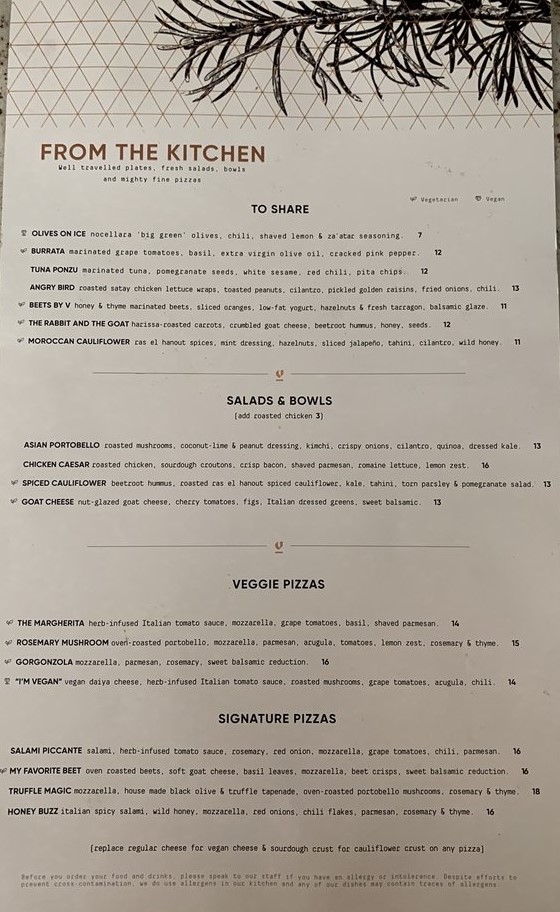 FROM THE KITCHEN
Well travelled plates, fresh salads, bowls
and mighty fine pizzas
Vegetarian Vegan
TO SHARE
OLIVES ON ICE nocellara 'big green' olives, chili, shaved lemon & za'atar seasoning. 7
BURRATA marinated grape tomatoes, basil, extra virgin olive oil, cracked pink pepper. 12
TUNA PONZU marinated tuna, pomegranate seeds, white sesame, red chili, pita chips. 12
ANGRY BIRD roasted satay chicken lettuce wraps, toasted peanuts, cilantro, pickled golden raisins, fried onions, chili. 13
BEETS BY V honey & thyme marinated beets, sliced oranges, low-fat yogurt, hazelnuts & fresh tarragon, balsamic glaze. 11
THE RABBIT AND THE GOAT harissa-roasted carrots, crumbled goat cheese, beetroot hummus, honey, seeds. 12
MOROCCAN CAULIFLOWER ras el hanout spices, mint dressing, hazelnuts, sliced jalapeño, tahini, cilantro, wild honey. 11
SALADS & BOWLS
(add roasted chicken 3)
ASIAN PORTOBELLO roasted mushrooms, coconut-lime & peanut dressing, kimchi, crispy onions, cilantro, quinoa, dressed kale. 13
CHICKEN CAESAR roasted chicken, sourdough croutons, crisp bacon, shaved parmesan, romaine lettuce, lemon zest. 16
SPICED CAULIFLOWER beetroot hummus, roasted ras el hanout spiced cauliflower, kale, tahini, torn parsley & pomegranate salad. 13
GOAT CHEESE nut-glazed goat cheese, cherry tomatoes, figs, Italian dressed greens, sweet balsamic. 13
VEGGIE PIZZAS
THE MARGHERITA herb-infused Italian tomato sauce, mozzarella, grape tomatoes, basil, shaved parmesan. 14
ROSEMARY MUSHROOM oven-roasted portobello, mozzarella, parmesan, arugula, tomatoes, lemon zest, rosemary & thyme. 15
GORGONZOLA mozzarella, parmesan, rosemary, sweet balsamic reduction. 16
"I'M VEGAN" vegan daiya cheese, herb-infused Italian tomato sauce, roasted mushrooms, grape tomatoes, arugula, chili. 14
SIGNATURE PIZZAS
SALAMI PICCANTE salami, herb-infused tomato sauce, rosemary, red onion, mozzarella, grape tomatoes, chili, parmesan. 16
MY FAVORITE BEET oven roasted beets, soft goat cheese, basil leaves, mozzarella, beet crisps, sweet balsamic reduction. 16
TRUFFLE MAGIC mozzarella, house made black olive & truffle tapenade, oven-roasted portobello mushrooms, rosemary & thyme. 18
HONEY BUZZ italian spicy salami, wild honey, mozzarella, red onions, chili flakes, parmesan, rosemary & thyme. 16
(replace regular cheese for vegan cheese & sourdough crust for cauliflower crust on any pizza)
Before you order your food and drinks, please speak to our staff if you have an allergy or intolerance. Despite efforts to
prevent cross-contamination, we do use allergens in our kitchen and any of our dishes may contain traces of allergens.